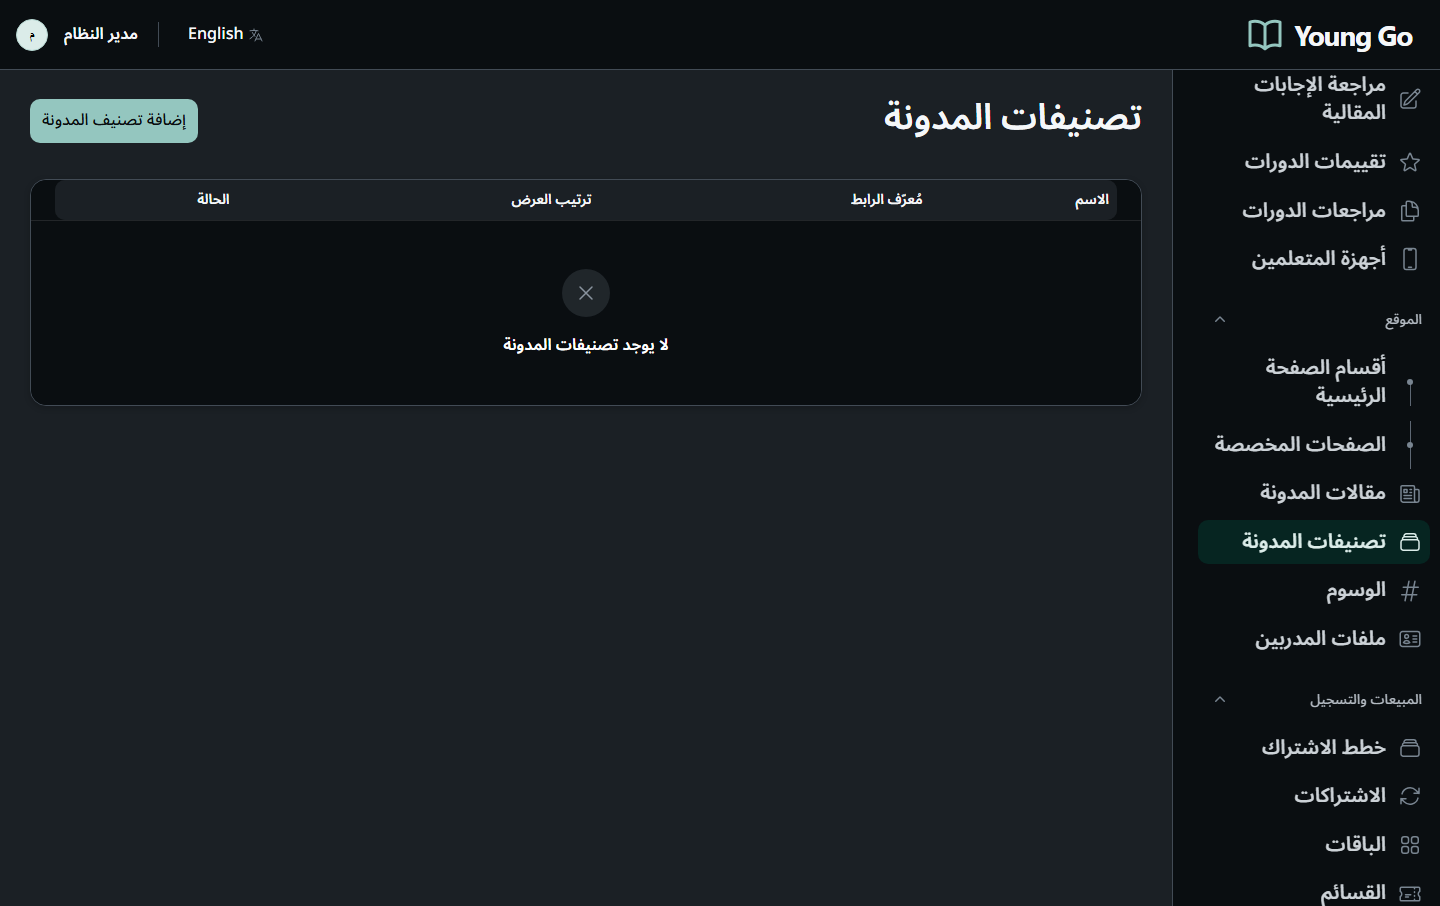 Young Go
English
مدير النظام
م
مراجعة الإجابات
المقالية
تقييمات الدورات
مراجعات الدورات
أجهزة المتعلمين
الموقع
أقسام الصفحة
الرئيسية
الصفحات المخصصة
مقالات المدونة
تصنيفات المدونة
الوسوم
ملفات المدربين
المبيعات والتسجيل
خطط الاشتراك
الاشتراكات
الباقات
القسائم
تصنيفات المدونة
إضافة تصنيف المدونة
الاسم مُعرّف الرابط ترتيب العرض الحالة
لا يوجد تصنيفات المدونة